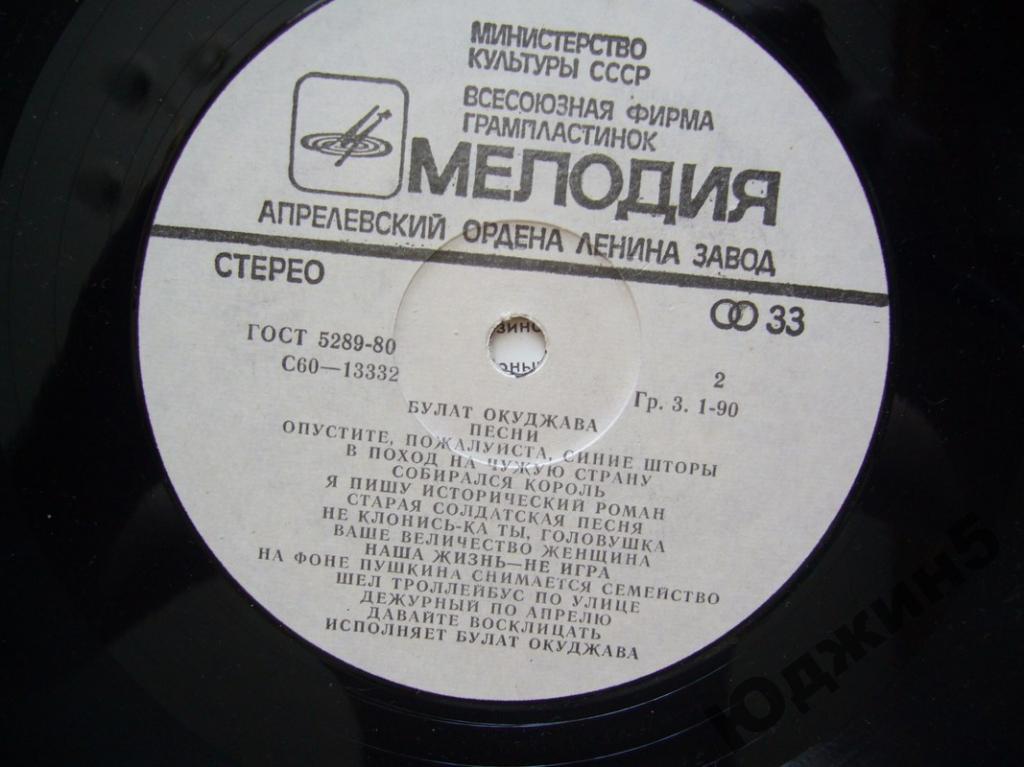 МИНИСТЕРСТВО
КУЛЬТУРЫ СССР
ВСЕСОЮЗНАЯ ФИРМА
ГРАМПЛАСТИНОК
МЕЛОДИЯ
АПРЕЛЕВСКИЙ ОРДЕНА ЛЕНИНА ЗАВОД
СТЕРЕО
33
ГОСТ 5289-80
С60—13332
2
Гр. 3. 1-90
БУЛАТ ОКУДЖАВА
ПЕСНИ
ОПУСТИТЕ, ПОЖАЛУЙСТА, СИНИЕ ШТОРЫ
В ПОХОД НА ЧУЖУЮ СТРАНУ
СОБИРАЛСЯ КОРОЛЬ
Я ПИШУ ИСТОРИЧЕСКИЙ РОМАН
СТАРАЯ СОЛДАТСКАЯ ПЕСНЯ
НЕ КЛОНИСЬ-КА ТЫ, ГОЛОВУШКА
ВАШЕ ВЕЛИЧЕСТВО ЖЕНЩИНА
НАША ЖИЗНЬ—НЕ ИГРА
НА ФОНЕ ПУШКИНА СНИМАЕТСЯ СЕМЕЙСТВО
ШЕЛ ТРОЛЛЕЙБУС ПО УЛИЦЕ
ДЕЖУРНЫЙ ПО АПРЕЛЮ
ДАВАЙТЕ ВОСКЛИЦАТЬ
ИСПОЛНЯЕТ БУЛАТ ОКУДЖАВА
Юджин5